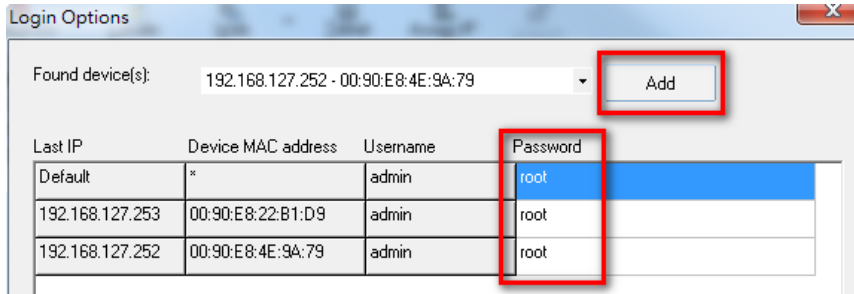 Login Options
Found device(s): 192.168.127.252 - 00:90:E8:4E:9A:79 Add
Last IP Device MAC address Username Password
Default * admin root
192.168.127.253 00:90:E8:22:B1:D9 admin root
192.168.127.252 00:90:E8:4E:9A:79 admin root